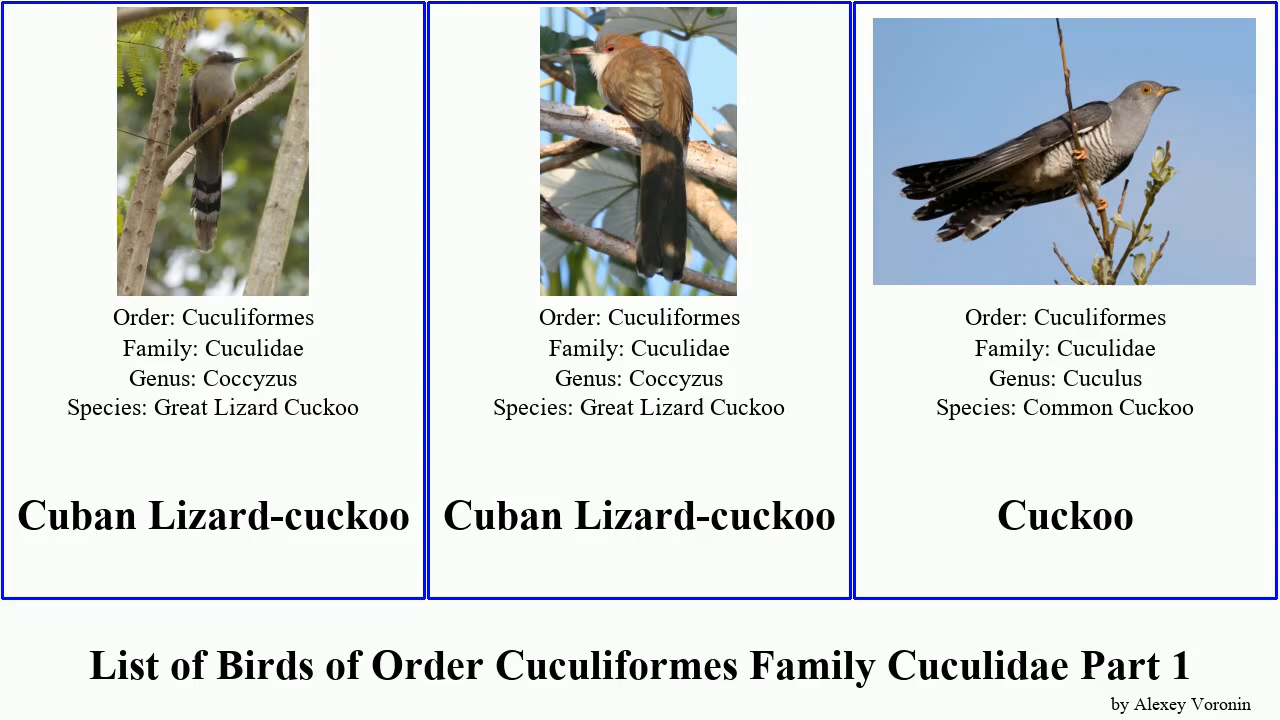 Order: Cuculiformes
Family: Cuculidae
Genus: Coccyzus
Species: Great Lizard Cuckoo
Cuban Lizard-cuckoo
Order: Cuculiformes
Family: Cuculidae
Genus: Coccyzus
Species: Great Lizard Cuckoo
Cuban Lizard-cuckoo
Order: Cuculiformes
Family: Cuculidae
Genus: Cuculus
Species: Common Cuckoo
Cuckoo
List of Birds of Order Cuculiformes Family Cuculidae Part 1
by Alexey Voronin